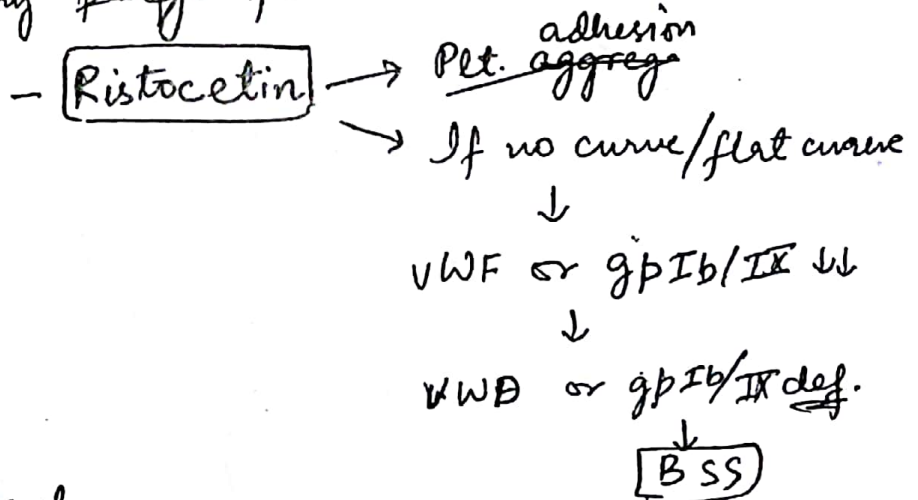 adhesion
- Ristocetin → Plt. aggreg
→ If no curve/flat curve
↓
vWF or gpIb/IX ↓↓
↓
vWD or gpIb/IX def.
↓
BSS